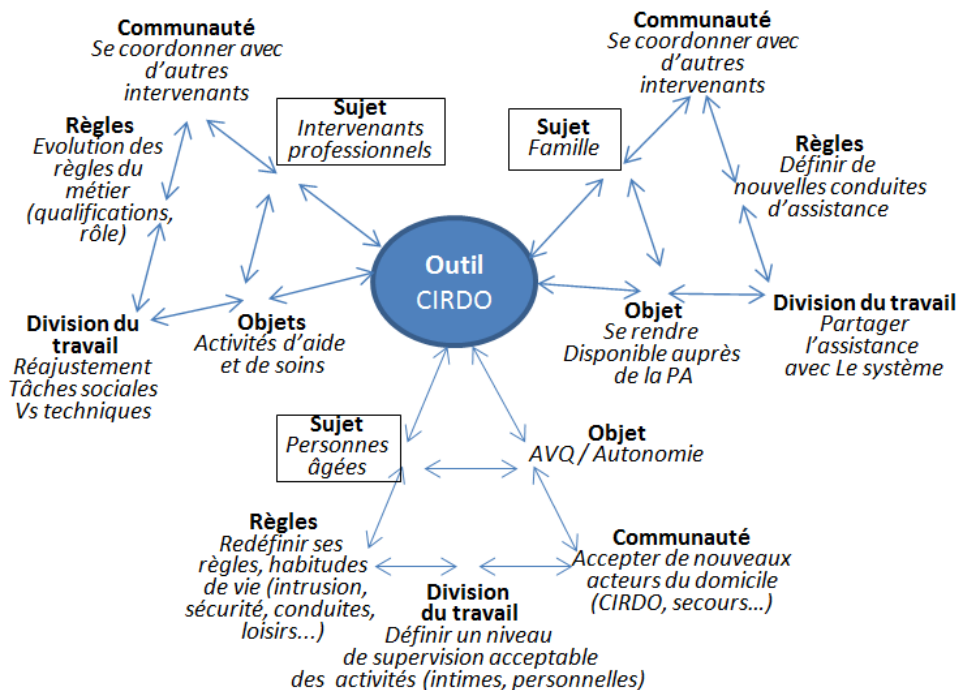 Communauté
Se coordonner avec
d'autres
intervenants
Sujet
Intervenants
professionnels
Règles
Evolution des
règles du
métier
(qualifications,
rôle)
Division du
travail
Réajustement
Tâches sociales
Vs techniques
Objets
Activités d'aide
et de soins
Outil
CIRDO
Communauté
Se coordonner avec
d'autres
intervenants
Sujet
Famille
Règles
Définir de
nouvelles conduites
d'assistance
Objet
Se rendre
Disponible auprès
de la PA
Division du travail
Partager
l'assistance
avec Le système
Sujet
Personnes
âgées
Objet
AVQ / Autonomie
Règles
Redéfinir ses
règles, habitudes
de vie (intrusion,
sécurité, conduites,
loisirs...)
Division
du travail
Définir un niveau
de supervision acceptable
des activités (intimes, personnelles)
Communauté
Accepter de nouveaux
acteurs du domicile
(CIRDO, secours...)